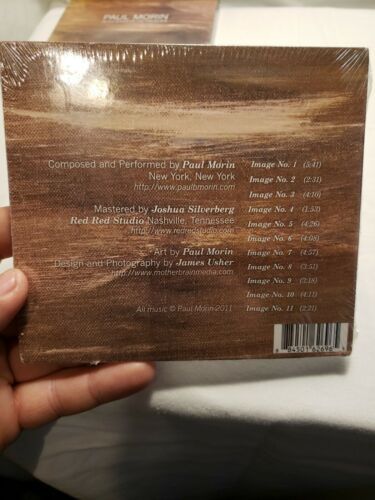 PAUL MORIN
Composed and Performed by Paul Morin
New York, New York
http://www.paulbmorin.com
Mastered by Joshua Silverberg
Red Red Studio Nashville, Tennessee
http://www.redredstudio.com
Art by Paul Morin
Design and Photography by James Usher
http://www.motherbrainmedia.com
All music © Paul Morin 2011
Image No. 1 (5:41)
Image No. 2 (2:31)
Image No. 3 (4:10)
Image No. 4 (1:53)
Image No. 5 (4:26)
Image No. 6 (4:08)
Image No. 7 (4:57)
Image No. 8 (3:51)
Image No. 9 (3:18)
Image No. 10 (4:11)
Image No. 11 (2:21)